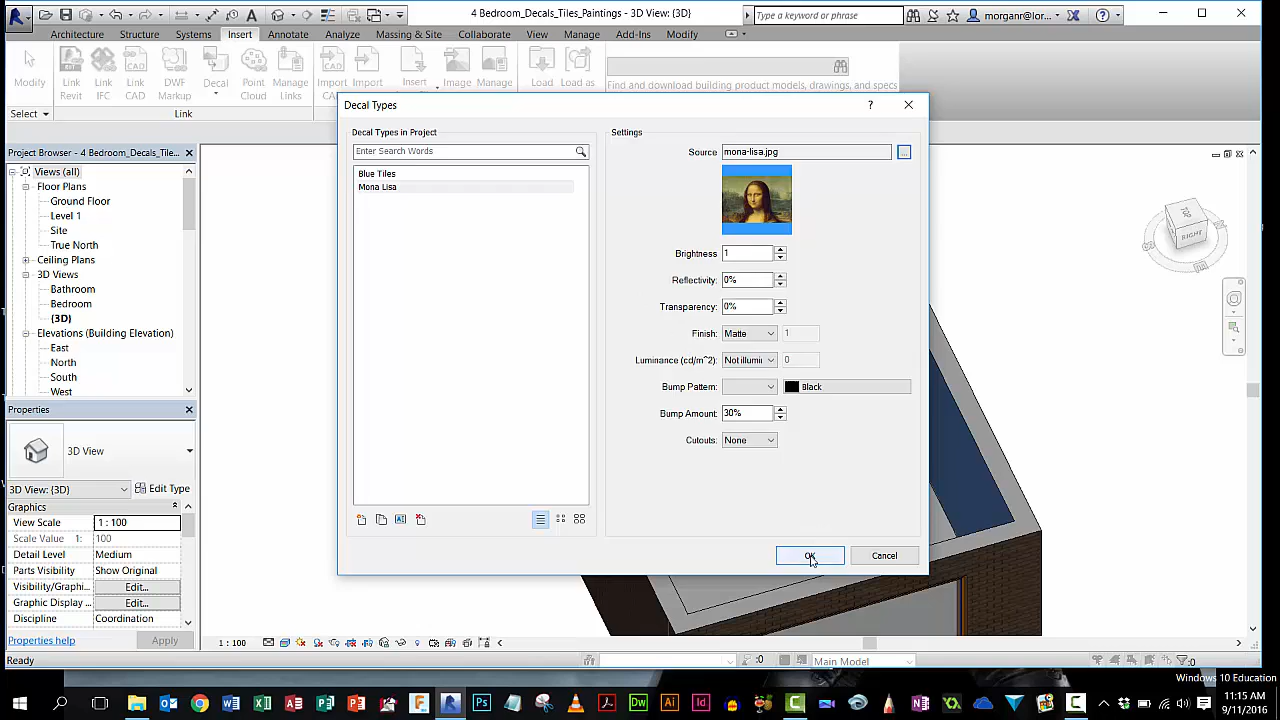 4 Bedroom_Decals_Tiles_Paintings - 3D View: {3D}
Type a keyword or phrase
morganr@lor...
Architecture Structure Systems Insert Annotate Analyze Massing & Site Collaborate View Manage Add-Ins Modify
Modify
Link Revit
Link IFC
Link CAD
DWF Markup
Decal
Point Cloud
Manage Links
Import CAD
Import
Insert
Image
Manage
Load
Load as
Find and download building product models, drawings, and specs
Select
Link
Project Browser - 4 Bedroom_Decals_Tile...
Views (all)
Floor Plans
Ground Floor
Level 1
Site
True North
Ceiling Plans
3D Views
Bathroom
Bedroom
{3D}
Elevations (Building Elevation)
East
North
South
West
Properties
3D View
3D View: {3D}
Edit Type
Graphics
View Scale 1 : 100
Scale Value 1: 100
Detail Level Medium
Parts Visibility Show Original
Visibility/Graphi... Edit...
Graphic Display ... Edit...
Discipline Coordination
Properties help
Apply
Decal Types
Decal Types in Project
Enter Search Words
Blue Tiles
Mona Lisa
Settings
Source mona-lisa.jpg
Brightness 1
Reflectivity: 0%
Transparency: 0%
Finish: Matte 1
Luminance (cd/m^2): Not illumi 0
Bump Pattern: Black
Bump Amount: 30%
Cutouts: None
OK
Cancel
TOP
RIGHT
1 : 100
Ready
:0
Main Model
:0
Windows 10 Education
11:15 AM
9/11/2016